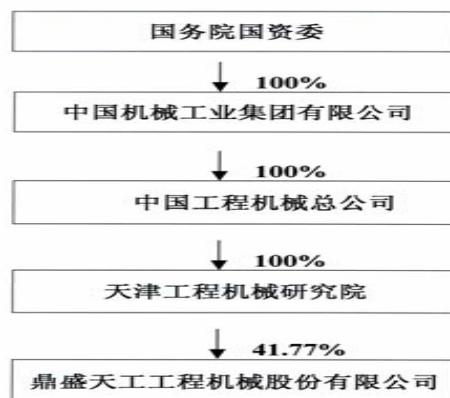 国务院国资委
100%
中国机械工业集团有限公司
100%
中国工程机械总公司
100%
天津工程机械研究院
41.77%
鼎盛天工工程机械股份有限公司